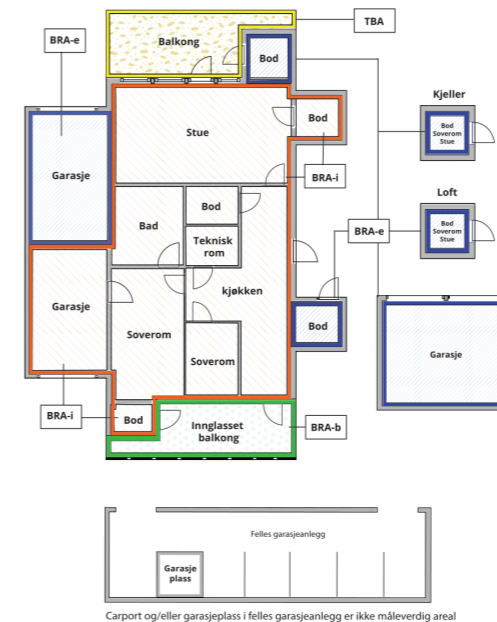 TBA
BRA-e
Balkong
Bod
Kjeller
Bod
Soverom
Stue
Stue
Bod
Garasje
BRA-i
Loft
Bod
Soverom
Stue
Bad
Bod
Teknisk
rom
BRA-e
Garasje
kjøkken
Soverom
Bod
Garasje
Soverom
BRA-i
Bod
Innglasset
balkong
BRA-b
Felles garasjeanlegg
Garasje
plass
Carport og/eller garasjeplass i felles garasjeanlegg er ikke måleverdig areal